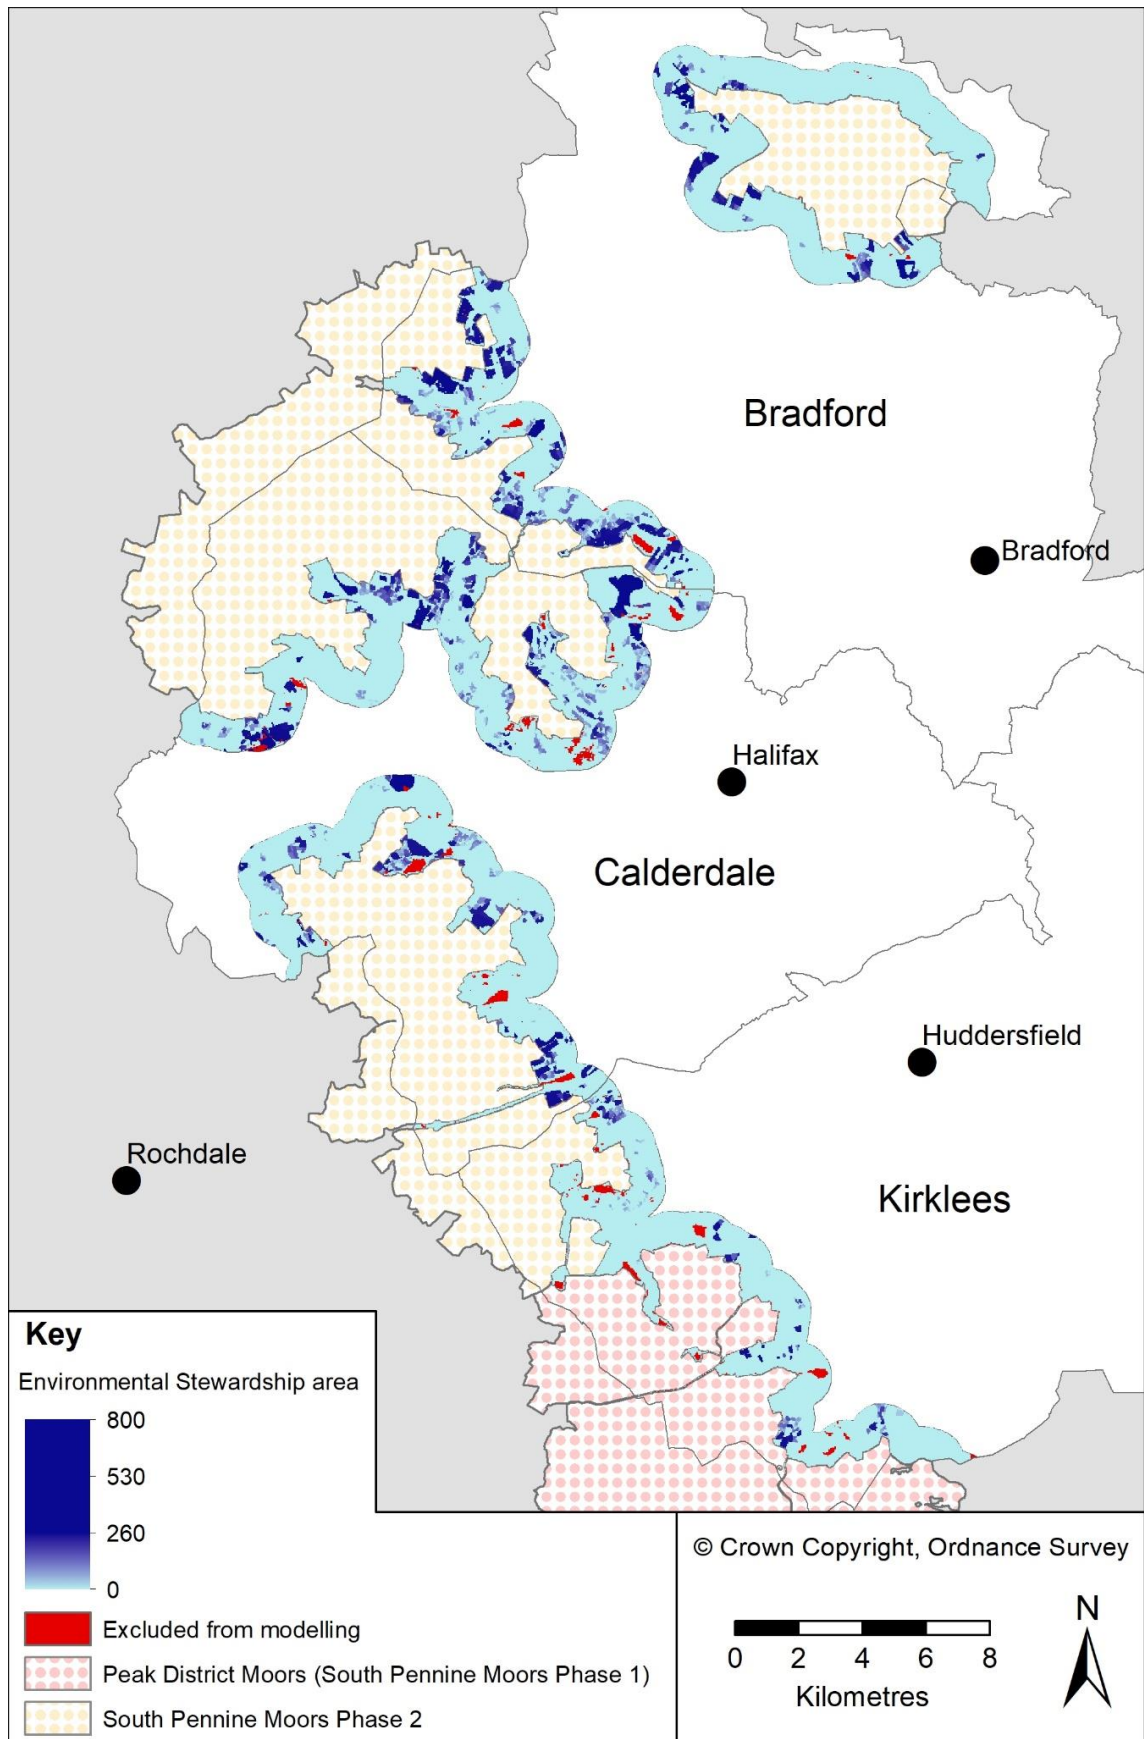 Bradford
Bradford
Halifax
Calderdale
Huddersfield
Rochdale
Kirklees
Key
Environmental Stewardship area
800
530
260
0
Excluded from modelling
Peak District Moors (South Pennine Moors Phase 1)
South Pennine Moors Phase 2
© Crown Copyright, Ordnance Survey
N
0 2 4 6 8
Kilometres